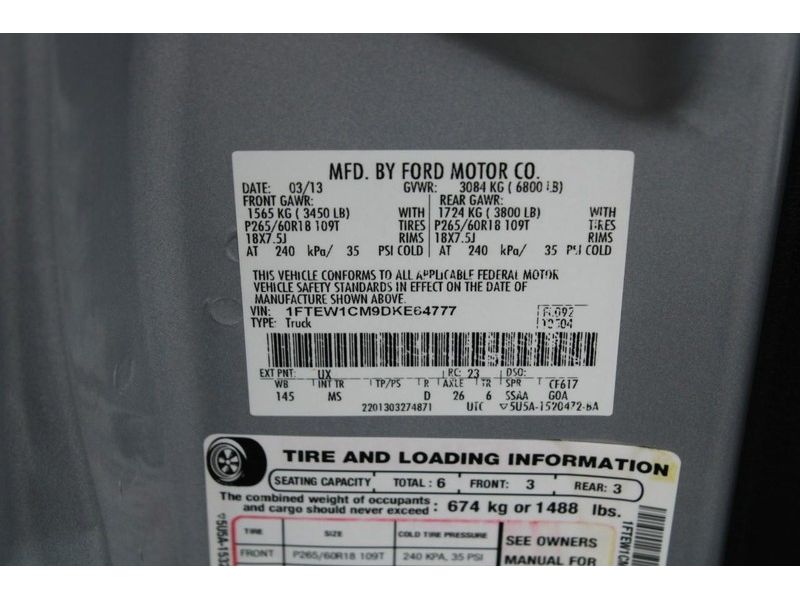 MFD. BY FORD MOTOR CO.
DATE: 03/13 GVWR: 3084 KG ( 6800 LB)
FRONT GAWR: REAR GAWR:
1565 KG ( 3450 LB) WITH 1724 KG ( 3800 LB) WITH
P265/60R18 109T TIRES P265/60R18 109T TIRES
18X7.5J RIMS 18X7.5J RIMS
AT 240 kPa/ 35 PSI COLD AT 240 kPa/ 35 PSI COLD
THIS VEHICLE CONFORMS TO ALL APPLICABLE FEDERAL MOTOR
VEHICLE SAFETY STANDARDS IN EFFECT ON THE DATE OF
MANUFACTURE SHOWN ABOVE.
VIN: 1FTEW1CM9DKE64777
TYPE: Truck
EXT PNT: UX RC: 23 DSO:
WB INT TR TP/PS R AXLE TR SPR CF617
145 MS D 26 6 SSAA G0A
2201303274871 UTC ▽5U5A-1520472-BA
TIRE AND LOADING INFORMATION
SEATING CAPACITY TOTAL : 6 FRONT: 3 REAR: 3
The combined weight of occupants
and cargo should never exceed : 674 kg or 1488 lbs.
TIRE SIZE COLD TIRE PRESSURE SEE OWNERS
FRONT P265/60R18 109T 240 KPA, 35 PSI MANUAL FOR
▽5U5A-153
1FTEW1CM